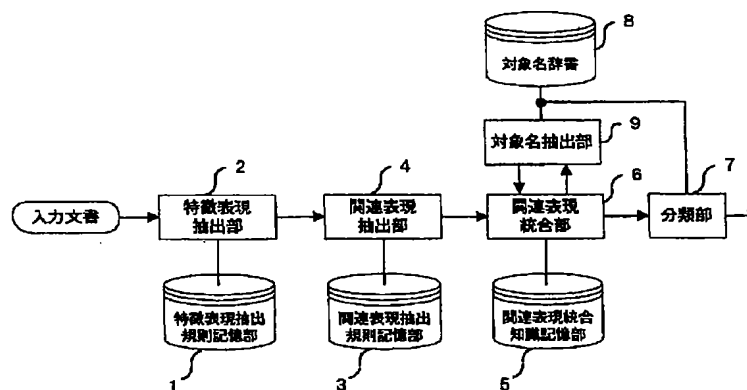 8
対象名辞書
9
対象名抽出部
2
4
6
7
入力文書
特徴表現
抽出部
関連表現
抽出部
関連表現
統合部
分類部
特徴表現抽出
規則記憶部
関連表現抽出
規則記憶部
関連表現統合
知識記憶部
1
3
5